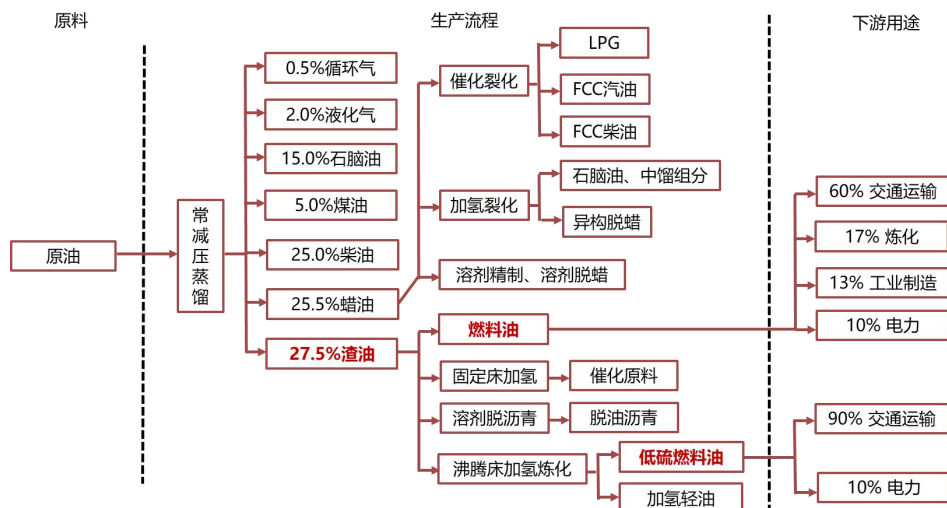 原料
生产流程
下游用途
原油
常减压蒸馏
0.5%循环气
2.0%液化气
15.0%石脑油
5.0%煤油
25.0%柴油
25.5%蜡油
27.5%渣油
催化裂化
LPG
FCC汽油
FCC柴油
加氢裂化
石脑油、中馏组分
异构脱蜡
溶剂精制、溶剂脱蜡
燃料油
固定床加氢
催化原料
溶剂脱沥青
脱油沥青
沸腾床加氢炼化
低硫燃料油
加氢轻油
60% 交通运输
17% 炼化
13% 工业制造
10% 电力
90% 交通运输
10% 电力